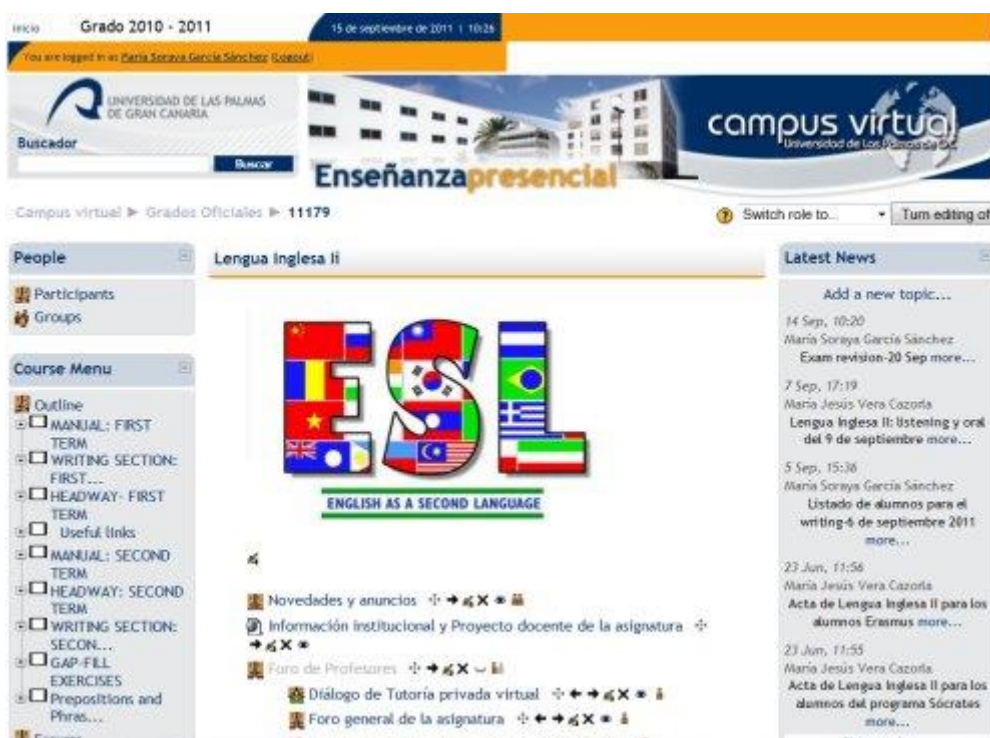 Inicio Grado 2010 - 2011 15 de septiembre de 2011 | 10:26
You are logged in as María Soraya García Sánchez (Logout)
UNIVERSIDAD DE LAS PALMAS
DE GRAN CANARIA
Buscador
Buscar
Enseñanzapresencial
campus virtual
Universidad de Las Palmas de G.C.
Campus virtual ► Grados Oficiales ► 11179
Switch role to...
Turn editing of
People
Participants
Groups
Course Menu
Outline
MANUAL: FIRST
TERM
WRITING SECTION:
FIRST...
HEADWAY- FIRST
TERM
Useful links
MANUAL: SECOND
TERM
HEADWAY: SECOND
TERM
WRITING SECTION:
SECON...
GAP-FILL
EXERCISES
Prepositions and
Phras...
Forums
Lengua Inglesa Ii
ESL
ENGLISH AS A SECOND LANGUAGE
Novedades y anuncios
Información institucional y Proyecto docente de la asignatura
Foro de Profesores
Diálogo de Tutoría privada virtual
Foro general de la asignatura
Latest News
Add a new topic...
14 Sep, 10:20
María Soraya García Sánchez
Exam revision-20 Sep more...
7 Sep, 17:19
María Jesús Vera Cazorla
Lengua Inglesa II: listening y oral
del 9 de septiembre more...
5 Sep, 15:36
María Soraya García Sánchez
Listado de alumnos para el
writing-6 de septiembre 2011
more...
23 Jun, 11:56
María Jesús Vera Cazorla
Acta de Lengua Inglesa II para los
alumnos Erasmus more...
23 Jun, 11:55
María Jesús Vera Cazorla
Acta de Lengua Inglesa II para los
alumnos del programa Sócrates
more...